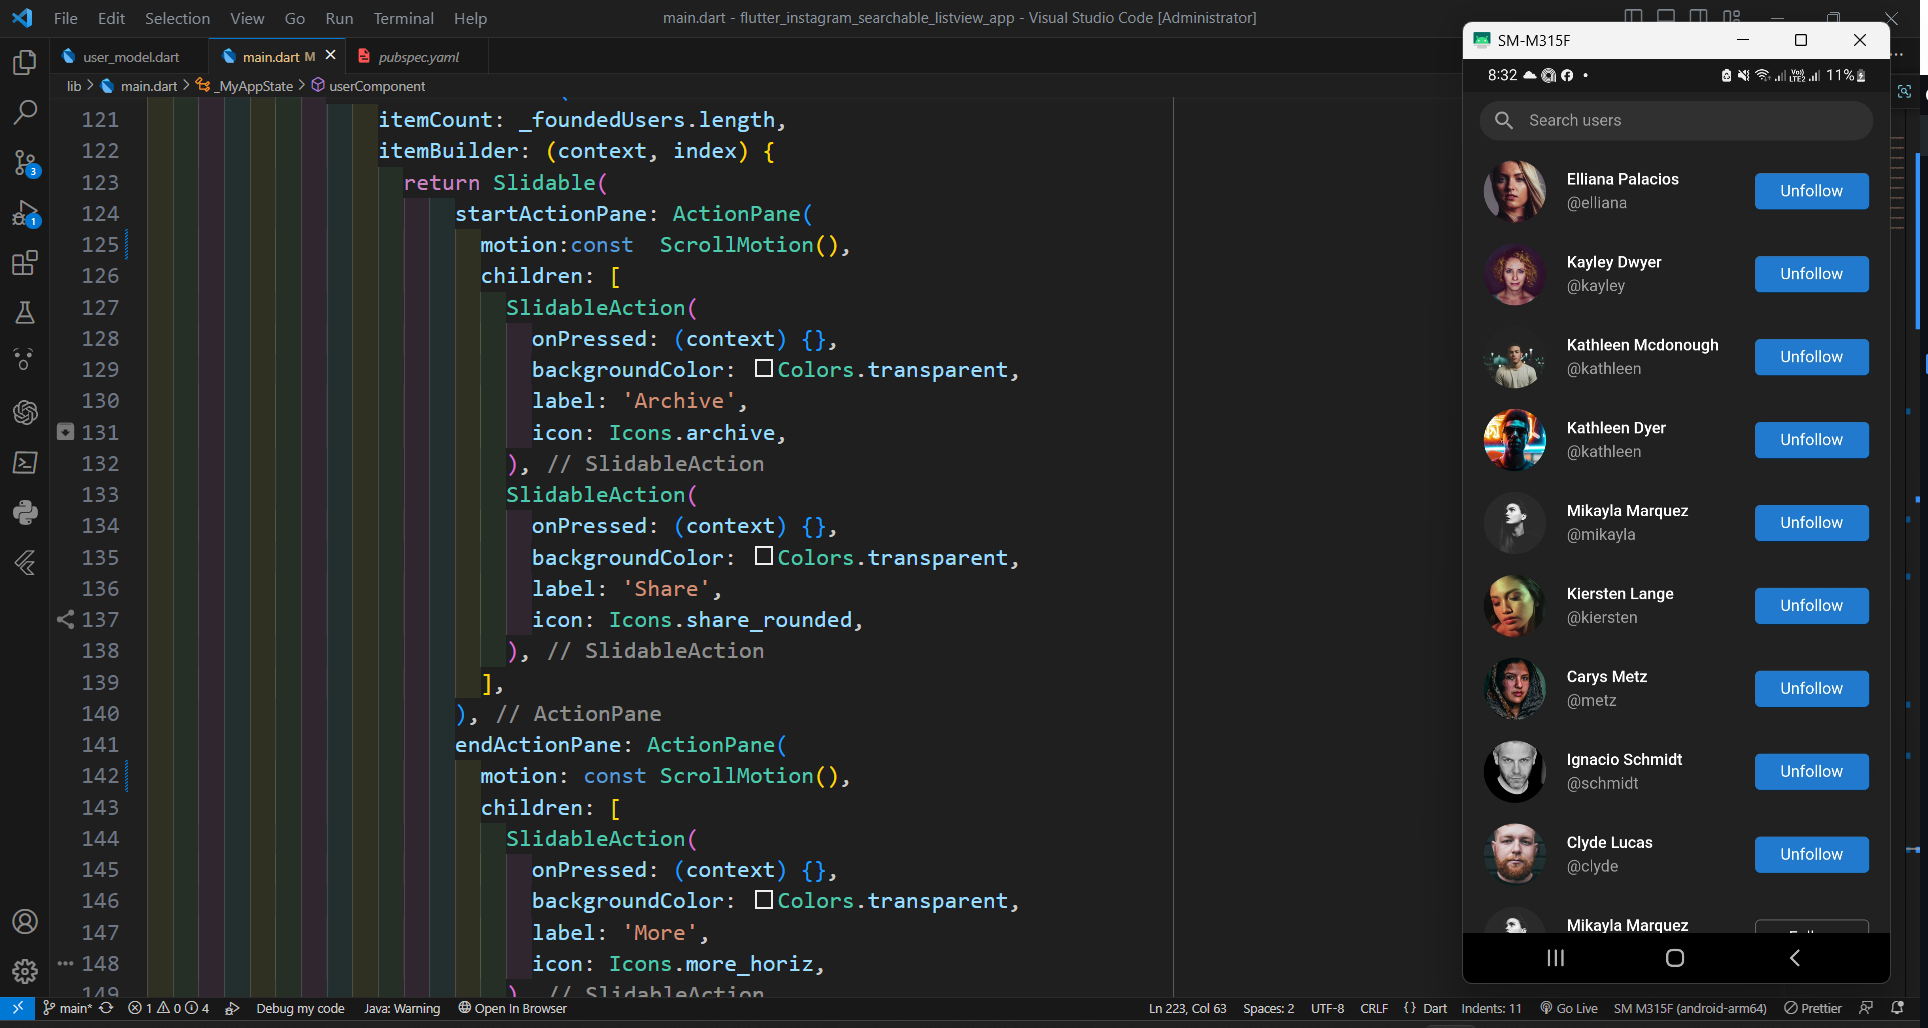 File Edit Selection View Go Run Terminal Help
main.dart - flutter_instagram_searchable_listview_app - Visual Studio Code [Administrator]
user_model.dart
main.dart M
pubspec.yaml
lib > main.dart > _MyAppState > userComponent
3
1
121 itemCount: _foundedUsers.length,
122 itemBuilder: (context, index) {
123 return Slidable(
124 startActionPane: ActionPane(
125 motion:const  ScrollMotion(),
126 children: [
127 SlidableAction(
128 onPressed: (context) {},
129 backgroundColor: Colors.transparent,
130 label: 'Archive',
131 icon: Icons.archive,
132 ), // SlidableAction
133 SlidableAction(
134 onPressed: (context) {},
135 backgroundColor: Colors.transparent,
136 label: 'Share',
137 icon: Icons.share_rounded,
138 ), // SlidableAction
139 ],
140 ), // ActionPane
141 endActionPane: ActionPane(
142 motion: const ScrollMotion(),
143 children: [
144 SlidableAction(
145 onPressed: (context) {},
146 backgroundColor: Colors.transparent,
147 label: 'More',
148 icon: Icons.more_horiz,
149 ), // SlidableAction
SM-M315F
8:32
Vo)) LTE2 11%
Search users
Elliana Palacios
@elliana
Unfollow
Kayley Dwyer
@kayley
Unfollow
Kathleen Mcdonough
@kathleen
Unfollow
Kathleen Dyer
@kathleen
Unfollow
Mikayla Marquez
@mikayla
Unfollow
Kiersten Lange
@kiersten
Unfollow
Carys Metz
@metz
Unfollow
Ignacio Schmidt
@schmidt
Unfollow
Clyde Lucas
@clyde
Unfollow
Mikayla Marquez
main* 1 0 4 Debug my code Java: Warning Open In Browser
Ln 223, Col 63 Spaces: 2 UTF-8 CRLF {} Dart Indents: 11 Go Live SM M315F (android-arm64) Prettier